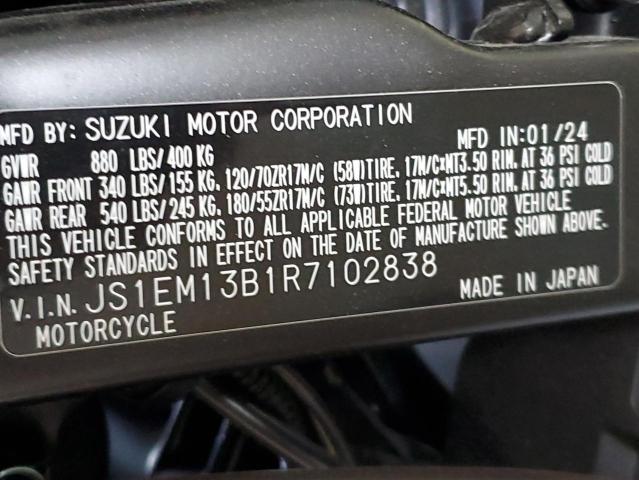 MFD BY: SUZUKI MOTOR CORPORATION MFD IN:01/24
GVWR 880 LBS/400 KG
GAWR FRONT 340 LBS/155 KG, 120/70ZR17M/C (58W)TIRE, 17M/C×MT3.50 RIM, AT 36 PSI COLD
GAWR REAR 540 LBS/245 KG, 180/55ZR17M/C (73W)TIRE, 17M/C×MT5.50 RIM, AT 36 PSI COLD
THIS VEHICLE CONFORMS TO ALL APPLICABLE FEDERAL MOTOR VEHICLE
SAFETY STANDARDS IN EFFECT ON THE DATE OF MANUFACTURE SHOWN ABOVE.
V.I.N. JS1EM13B1R7102838 MADE IN JAPAN
MOTORCYCLE